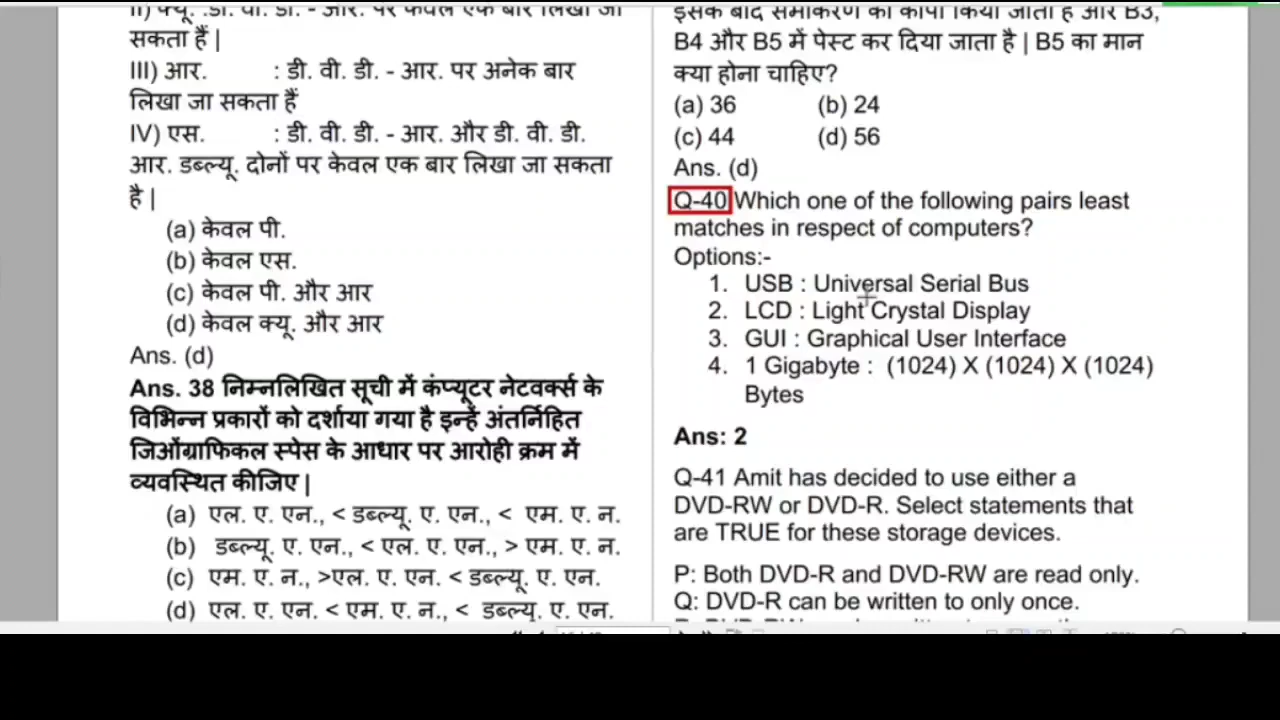 II) क्यू. .डी. वी. डी. - आर. पर केवल एक बार लिखा जा
सकता हैं |
III) आर. : डी. वी. डी. - आर. पर अनेक बार
लिखा जा सकता हैं
IV) एस. : डी. वी. डी. - आर. और डी. वी. डी.
आर. डब्ल्यू. दोनों पर केवल एक बार लिखा जा सकता
है |
(a) केवल पी.
(b) केवल एस.
(c) केवल पी. और आर
(d) केवल क्यू. और आर
Ans. (d)
Ans. 38 निम्नलिखित सूची में कंप्यूटर नेटवर्क्स के
विभिन्न प्रकारों को दर्शाया गया है इन्हें अंतर्निहित
जिओंग्राफिकल स्पेस के आधार पर आरोही क्रम में
व्यवस्थित कीजिए |
(a) एल. ए. एन., < डब्ल्यू. ए. एन., < एम. ए. न.
(b) डब्ल्यू. ए. एन., < एल. ए. एन., > एम. ए. न.
(c) एम. ए. न., >एल. ए. एन. < डब्ल्यू. ए. एन.
(d) एल. ए. एन. < एम. ए. न., < डब्ल्यू. ए. एन.
इसके बाद समीकरण को कॉपी किया जाता है और B3,
B4 और B5 में पेस्ट कर दिया जाता है | B5 का मान
क्या होना चाहिए?
(a) 36 (b) 24
(c) 44 (d) 56
Ans. (d)
Q-40 Which one of the following pairs least
matches in respect of computers?
Options:-
1. USB : Universal Serial Bus
2. LCD : Light Crystal Display
3. GUI : Graphical User Interface
4. 1 Gigabyte : (1024) X (1024) X (1024)
Bytes
Ans: 2
Q-41 Amit has decided to use either a
DVD-RW or DVD-R. Select statements that
are TRUE for these storage devices.
P: Both DVD-R and DVD-RW are read only.
Q: DVD-R can be written to only once.